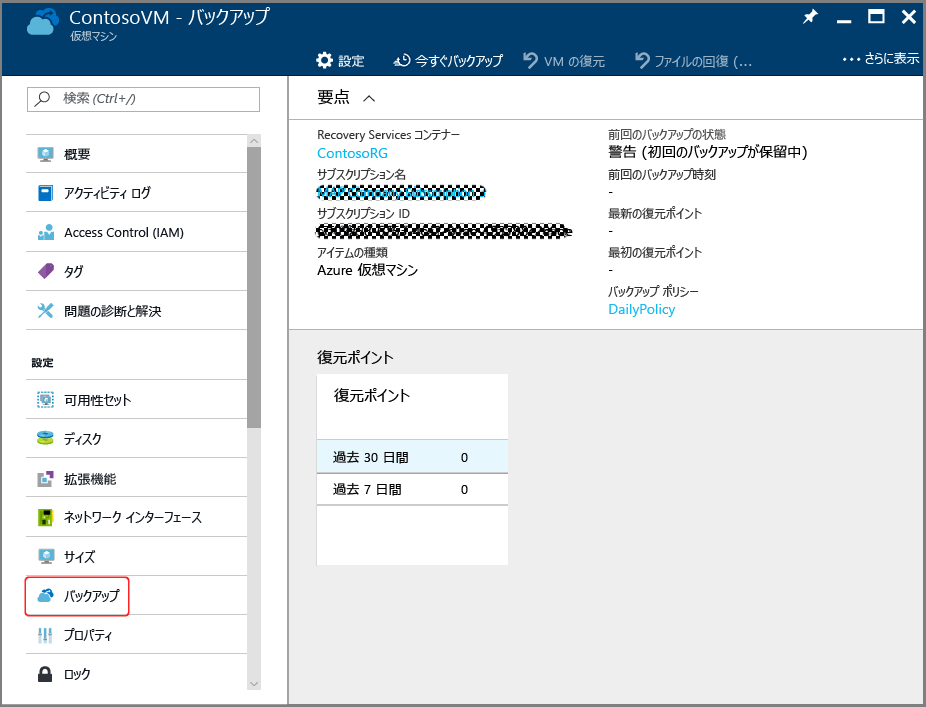 ContosoVM - バックアップ
仮想マシン
設定
今すぐバックアップ
VM の復元
ファイルの回復 (...
さらに表示
検索 (Ctrl+/)
概要
アクティビティ ログ
Access Control (IAM)
タグ
問題の診断と解決
設定
可用性セット
ディスク
拡張機能
ネットワーク インターフェース
サイズ
バックアップ
プロパティ
ロック
要点
Recovery Services コンテナー
ContosoRG
サブスクリプション名
サブスクリプション ID
アイテムの種類
Azure 仮想マシン
前回のバックアップの状態
警告 (初回のバックアップが保留中)
前回のバックアップ時刻
-
最新の復元ポイント
-
最初の復元ポイント
-
バックアップ ポリシー
DailyPolicy
復元ポイント
復元ポイント
過去 30 日間 0
過去 7 日間 0